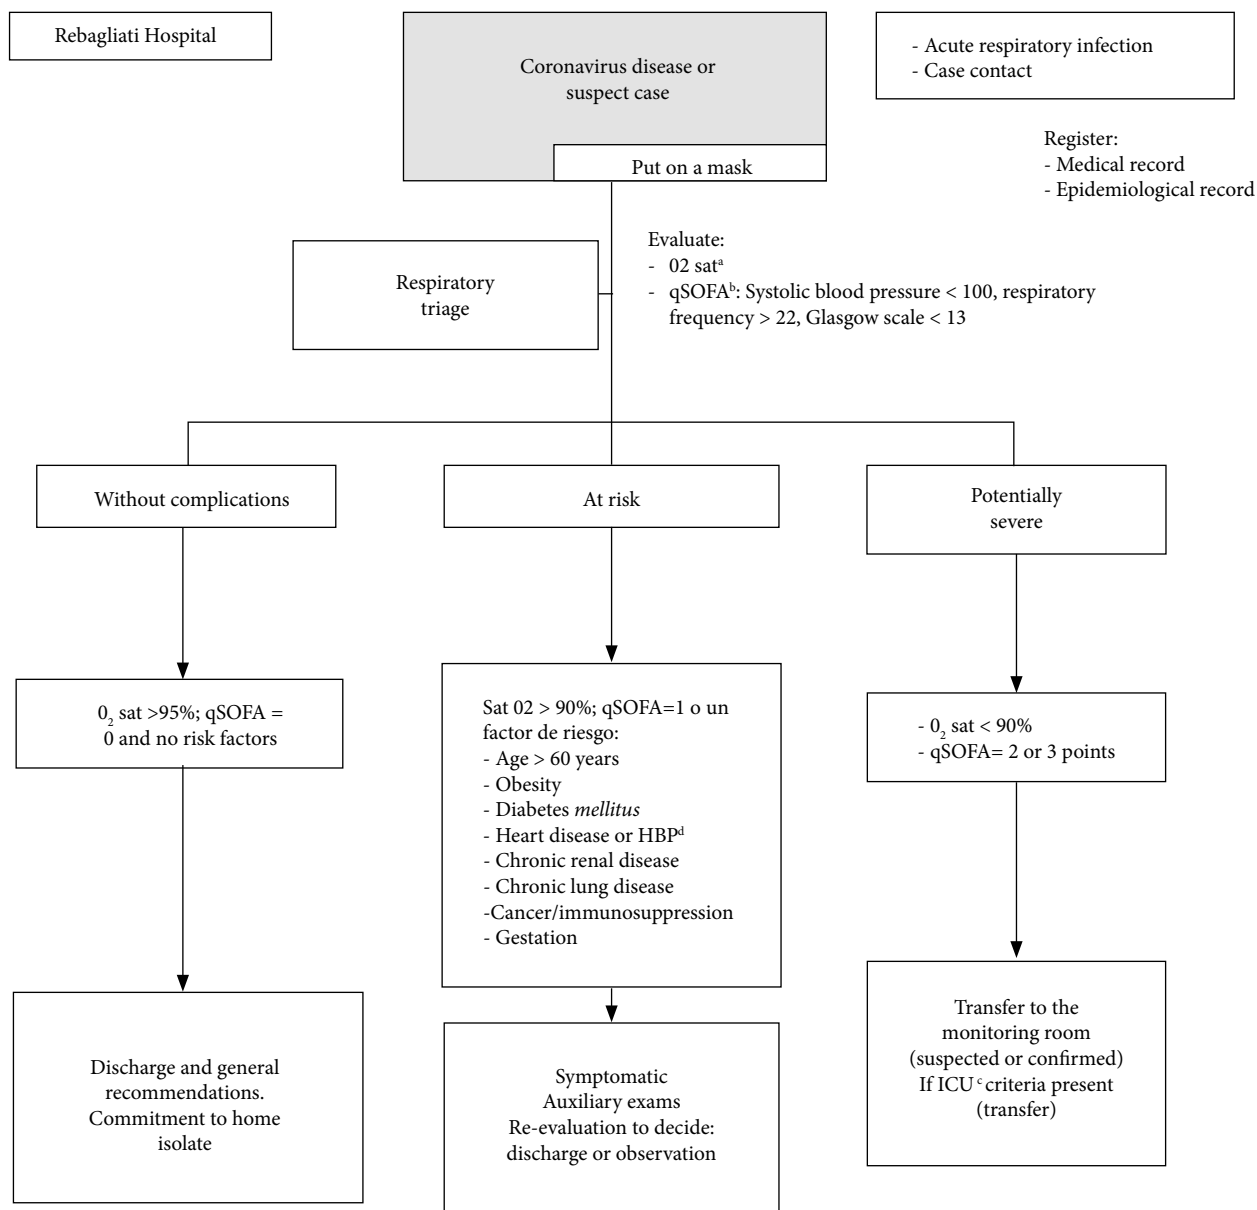 Rebagliati Hospital
Coronavirus disease or
suspect case
Put on a mask
- Acute respiratory infection
- Case contact
Register:
- Medical record
- Epidemiological record
Respiratory
triage
Evaluate:
- 02 satᵃ
- qSOFAᵇ: Systolic blood pressure < 100, respiratory
frequency > 22, Glasgow scale < 13
Without complications
At risk
Potentially
severe
0₂ sat >95%; qSOFA =
0 and no risk factors
Sat 02 > 90%; qSOFA=1 o un
factor de riesgo:
- Age > 60 years
- Obesity
- Diabetes mellitus
- Heart disease or HBPᵈ
- Chronic renal disease
- Chronic lung disease
-Cancer/immunosuppression
- Gestation
- 0₂ sat < 90%
- qSOFA= 2 or 3 points
Discharge and general
recommendations.
Commitment to home
isolate
Symptomatic
Auxiliary exams
Re-evaluation to decide:
discharge or observation
Transfer to the
monitoring room
(suspected or confirmed)
If ICU ᶜ criteria present
(transfer)